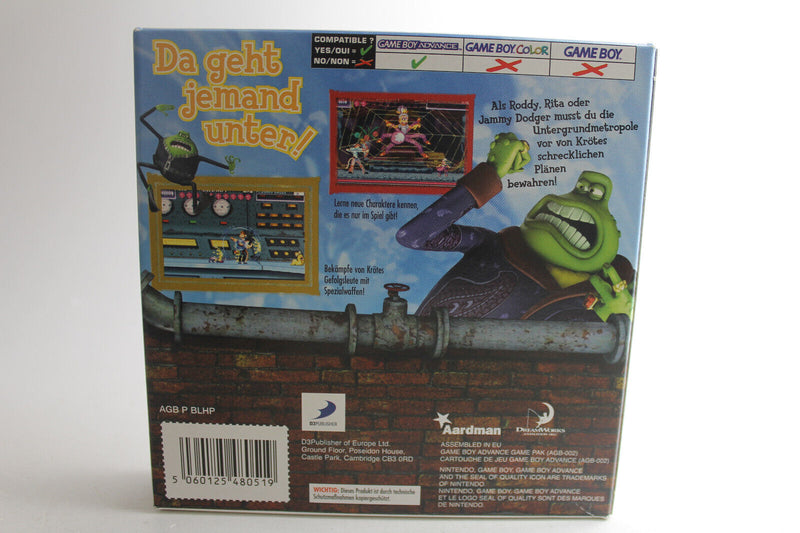 Da geht
jemand
unter!
COMPATIBLE ?
YES/OUI =
NO/NON =
GAME BOY ADVANCE
GAME BOY COLOR
GAME BOY
Als Roddy, Rita oder
Jammy Dodger musst du die
Untergrundmetropole
vor von Krötes
schrecklichen
Plänen
bewahren!
Lerne neue Charaktere kennen,
die es nur im Spiel gibt!
Bekämpfe von Krötes
Gefolgsleute mit
Spezialwaffen!
AGB P BLHP
5 060125 480519
D3PUBLISHER
D3Publisher of Europe Ltd.
Ground Floor, Poseidon House,
Castle Park, Cambridge CB3 0RD
WICHTIG: Dieses Produkt ist durch technische
Schutzmaßnahmen kopiergeschützt.
Aardman
DREAMWORKS
ASSEMBLED IN EU
GAME BOY ADVANCE GAME PAK (AGB-002)
CARTOUCHE DE JEU GAME BOY ADVANCE (AGB-002)
NINTENDO, GAME BOY, GAME BOY ADVANCE
AND THE SEAL OF QUALITY ICON ARE TRADEMARKS
OF NINTENDO.
NINTENDO, GAME BOY, GAME BOY ADVANCE
ET LE LOGO SEAL OF QUALITY SONT DES MARQUES
DE NINTENDO.